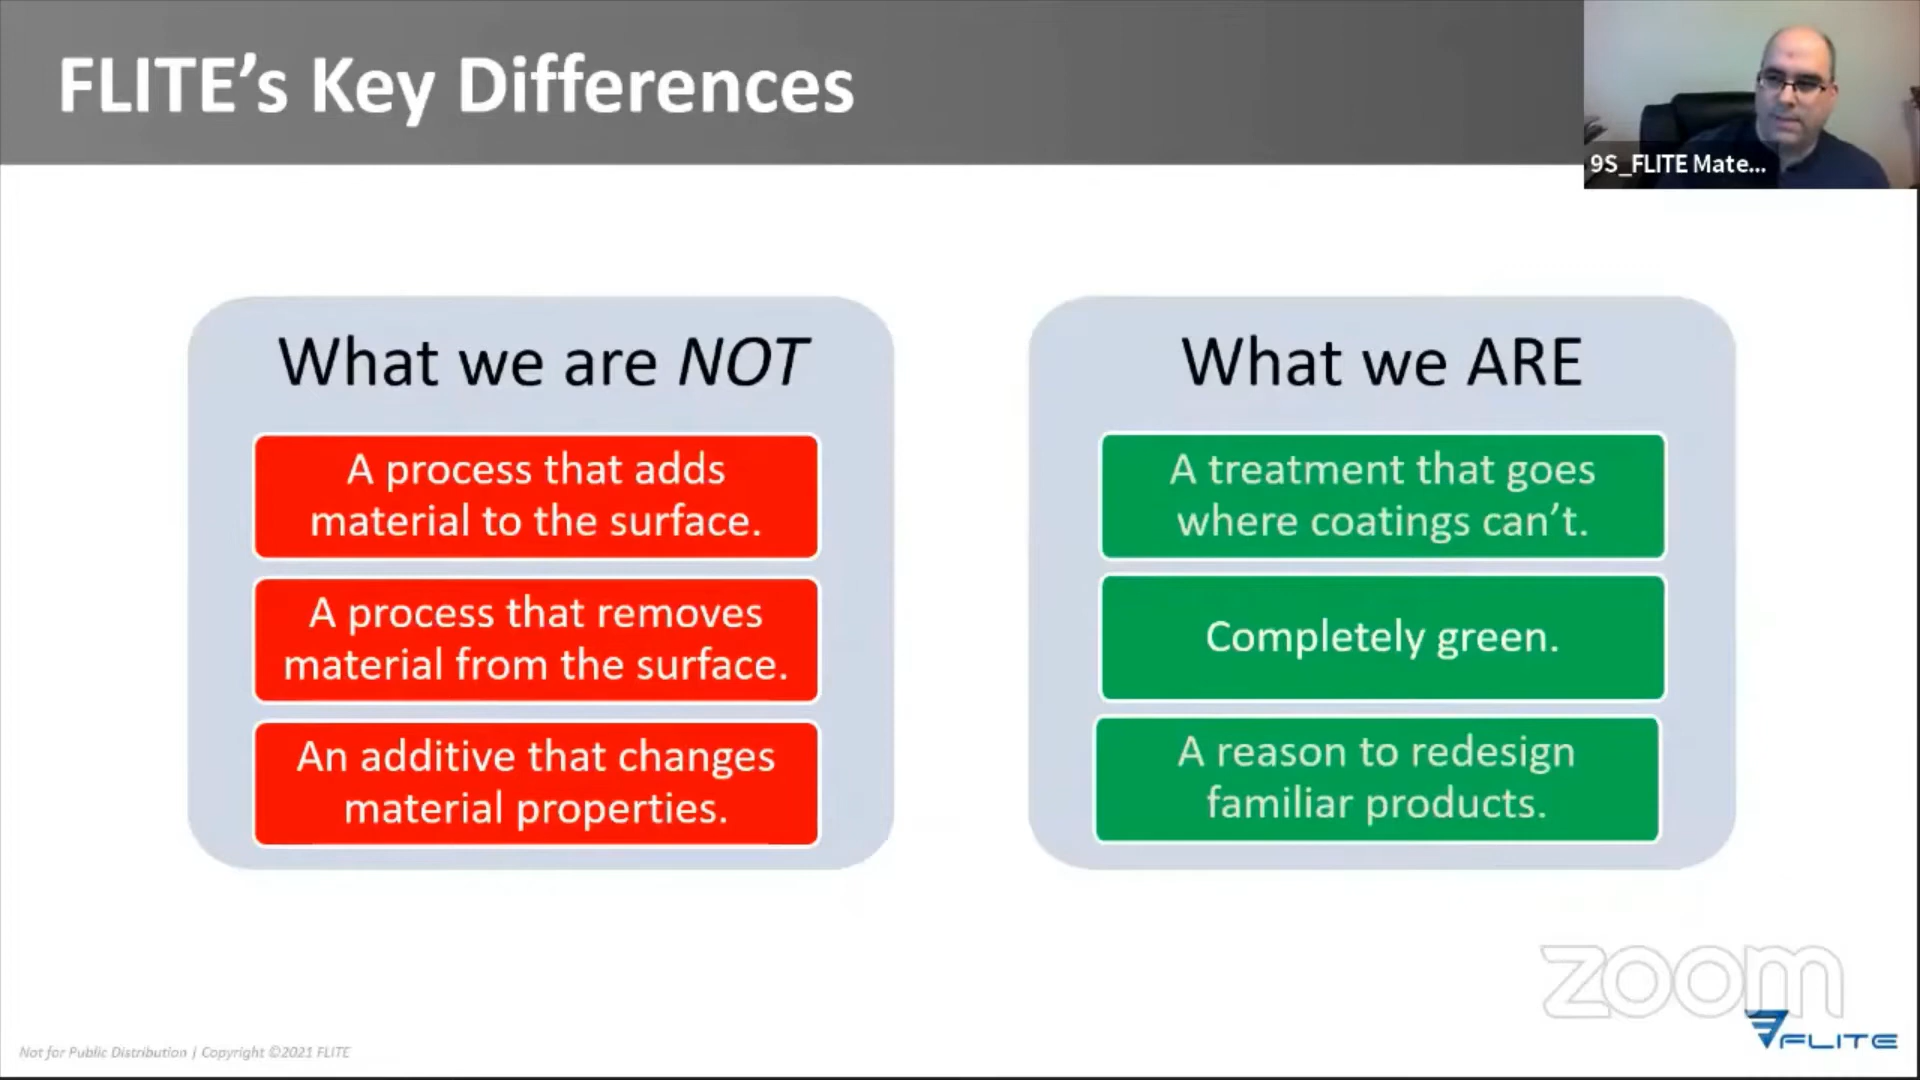 FLITE’s Key Differences
9S_FLITE Mate...
What we are NOT
A process that adds
material to the surface.
A process that removes
material from the surface.
An additive that changes
material properties.
What we ARE
A treatment that goes
where coatings can’t.
Completely green.
A reason to redesign
familiar products.
zoom
FLITE
Not for Public Distribution | Copyright ©2021 FLITE